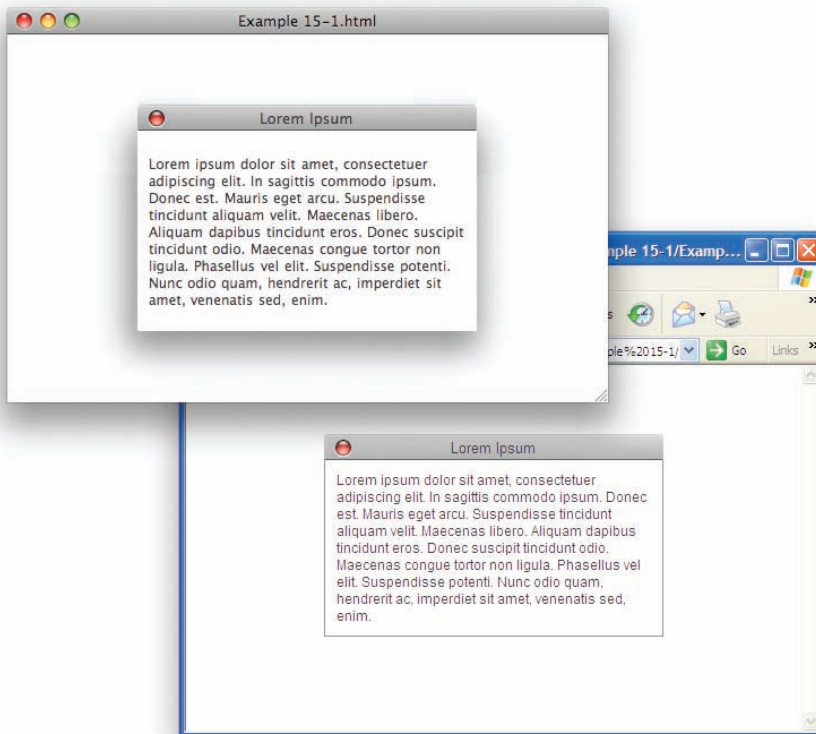 Example 15-1.html
Lorem Ipsum
Lorem ipsum dolor sit amet, consectetuer
adipiscing elit. In sagittis commodo ipsum.
Donec est. Mauris eget arcu. Suspendisse
tincidunt aliquam velit. Maecenas libero.
Aliquam dapibus tincidunt eros. Donec suscipit
tincidunt odio. Maecenas congue tortor non
ligula. Phasellus vel elit. Suspendisse potenti.
Nunc odio quam, hendrerit ac, imperdiet sit
amet, venenatis sed, enim.
15-1/Examp...
Go Links »
Lorem Ipsum
Lorem ipsum dolor sit amet, consectetuer
adipiscing elit. In sagittis commodo ipsum. Donec
est. Mauris eget arcu. Suspendisse tincidunt
aliquam velit. Maecenas libero. Aliquam dapibus
tincidunt eros. Donec suscipit tincidunt odio.
Maecenas congue tortor non ligula. Phasellus vel
elit. Suspendisse potenti. Nunc odio quam,
hendrerit ac, imperdiet sit amet, venenatis sed,
enim.